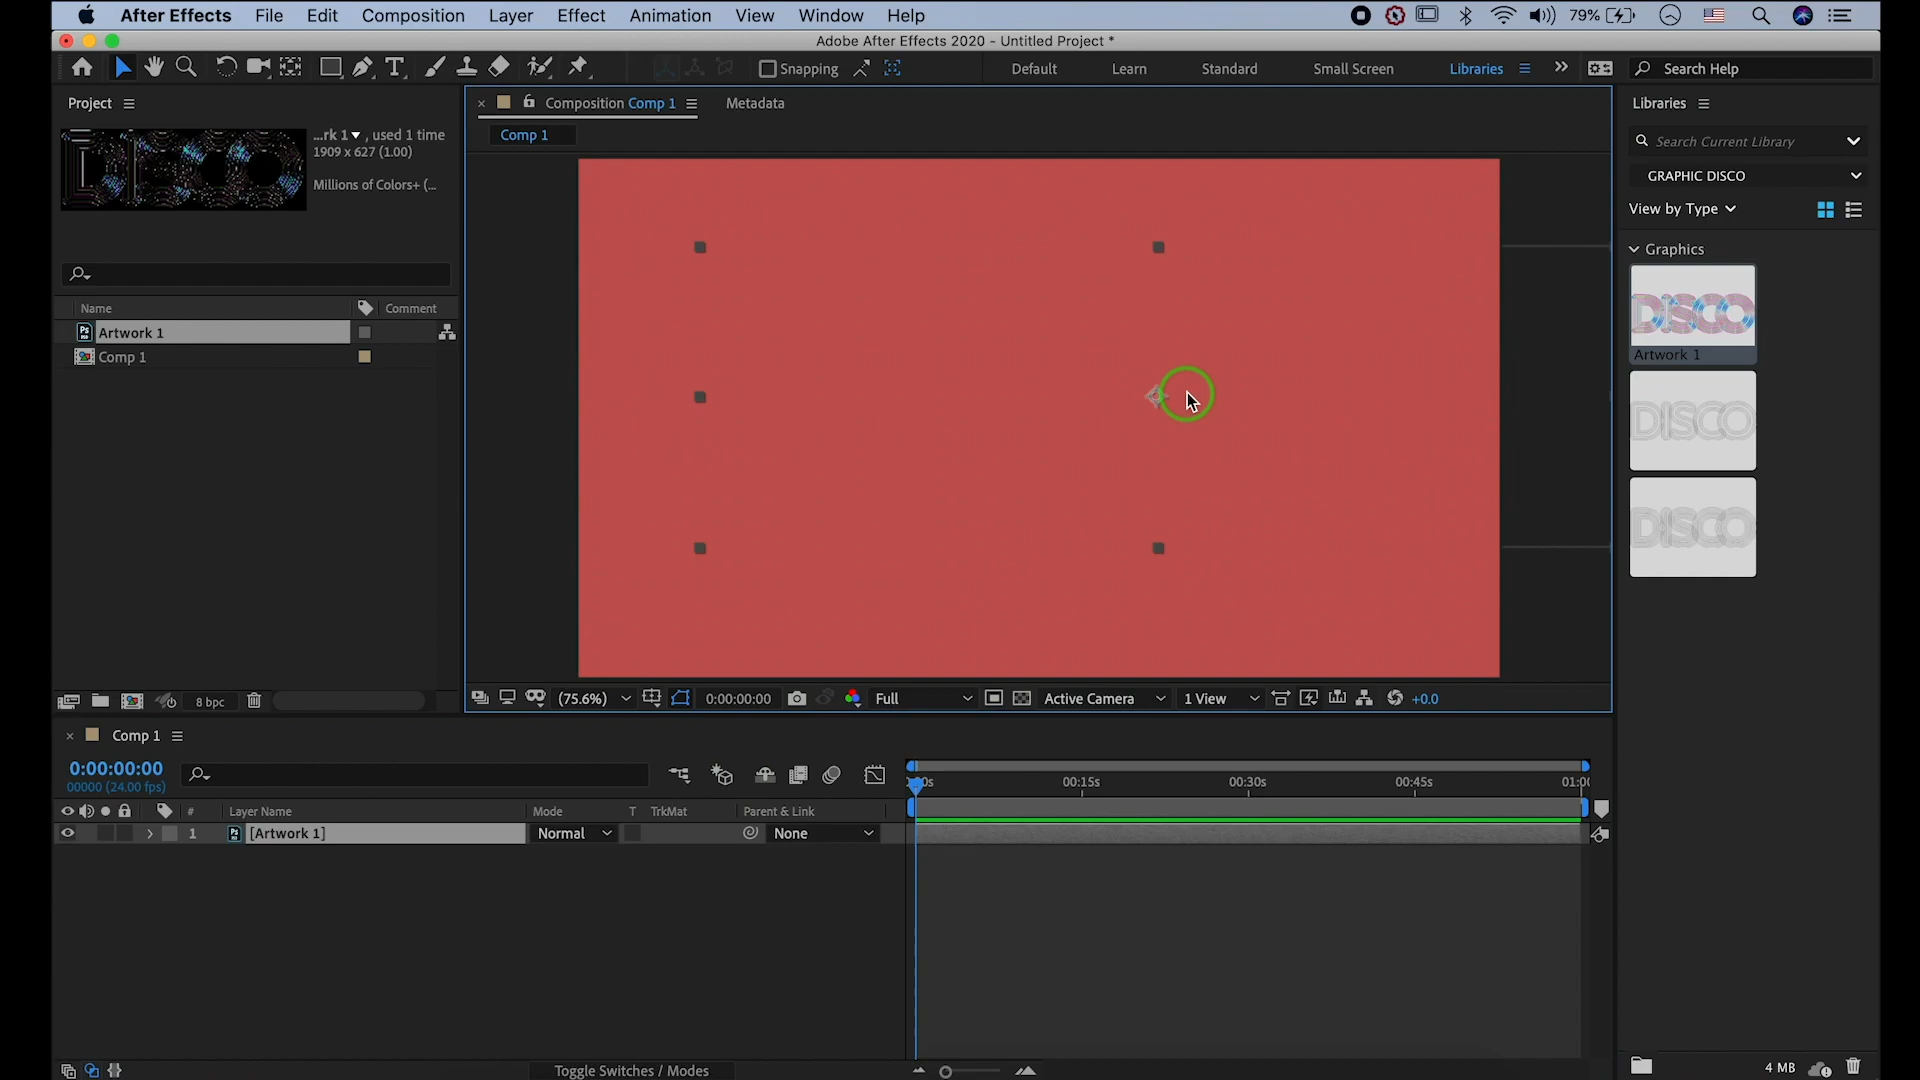 After Effects File Edit Composition Layer Effect Animation View Window Help 79%
Adobe After Effects 2020 - Untitled Project *
Snapping Default Learn Standard Small Screen Libraries Search Help
Project
...rk 1 , used 1 time
1909 x 627 (1.00)
Millions of Colors+ (...
Name Comment
Artwork 1
Comp 1
8 bpc
Composition Comp 1 Metadata
Comp 1
(75.6%) 0:00:00:00 Full Active Camera 1 View +0.0
Libraries
Search Current Library
GRAPHIC DISCO
View by Type
Graphics
DISCO
Artwork 1
DISCO
DISCO
4 MB
Comp 1
0:00:00:00
00000 (24.00 fps)
00:15s 00:30s 00:45s
# Layer Name Mode T TrkMat Parent & Link
1 [Artwork 1] Normal None
Toggle Switches / Modes